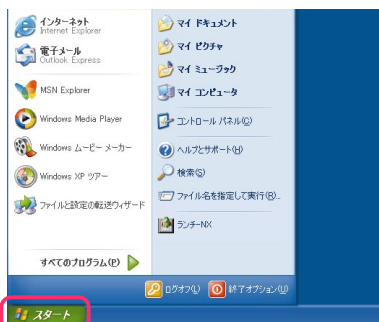 インターネット
Internet Explorer
電子メール
Outlook Express
MSN Explorer
Windows Media Player
Windows ムービー メーカー
Windows XP ツアー
ファイルと設定の転送ウィザード
すべてのプログラム(P)
マイ ドキュメント
マイ ピクチャ
マイ ミュージック
マイ コンピュータ
コントロール パネル(C)
ヘルプとサポート(H)
検索(S)
ファイル名を指定して実行(R)...
ランチ-NX
ログオフ(L)
終了オプション(U)
スタート